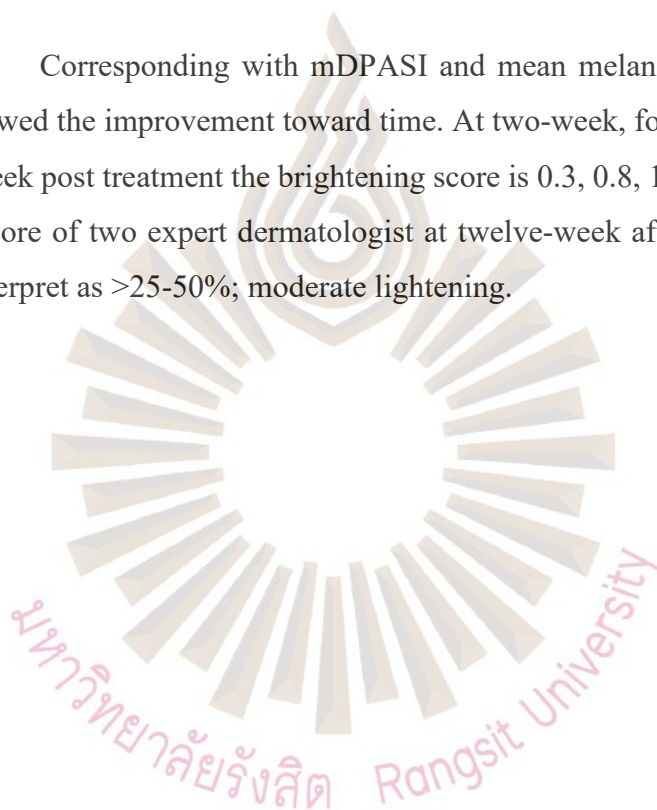 Corresponding with mDPASI and mean melan
wed the improvement toward time. At two-week, fo
eek post treatment the brightening score is 0.3, 0.8, 1
ore of two expert dermatologist at twelve-week af
erpret as >25-50%; moderate lightening.
มหาวิทยาลัยรังสิต Rangsit University